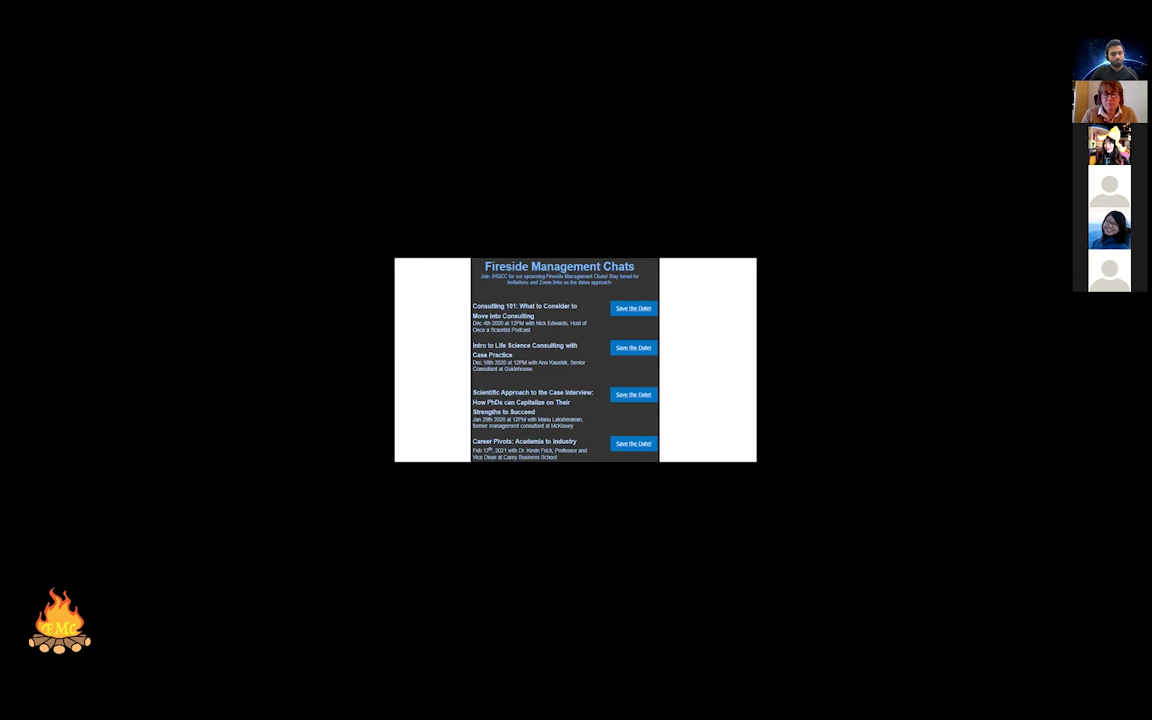 Fireside Management Chats
Join JHGCC for our upcoming Fireside Management Chats! Stay tuned for
invitations and Zoom links as the dates approach.
Consulting 101: What to Consider to
Move into Consulting
Dec 4th 2020 at 12PM with Nick Edwards, Host of
Once a Scientist Podcast
Save the Date!
Intro to Life Science Consulting with
Case Practice
Dec 2020 at 12PM with Anu Kaushik, Senior
Consultant at Guidehouse
Save the Date!
Scientific Approach to the Case Interview:
How PhDs can Capitalize on Their
Strengths to Succeed
Jan 29th 2020 at 12PM with Manu Lakshmanan,
former management consultant at McKinsey
Save the Date!
Career Pivots: Academia to Industry
Feb 12th, 2021 with Dr. Kevin Frick, Professor and
Vice Dean at Carey Business School
Save the Date!
FMC